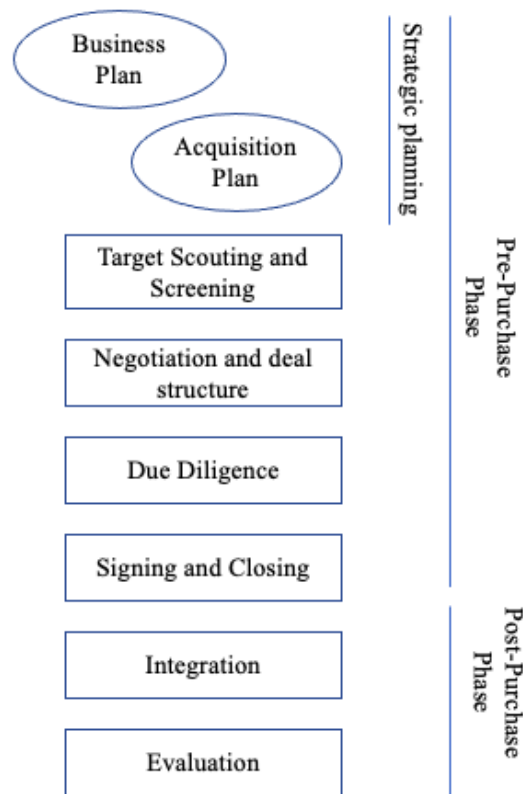 Business
Plan
Acquisition
Plan
Strategic planning
Target Scouting and
Screening
Negotiation and deal
structure
Due Diligence
Signing and Closing
Pre-Purchase
Phase
Integration
Evaluation
Post-Purchase
Phase